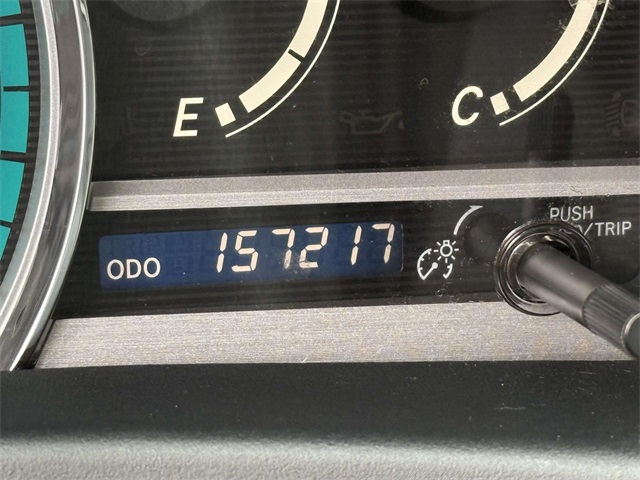 E
C
PUSH
/TRIP
ODO 157217